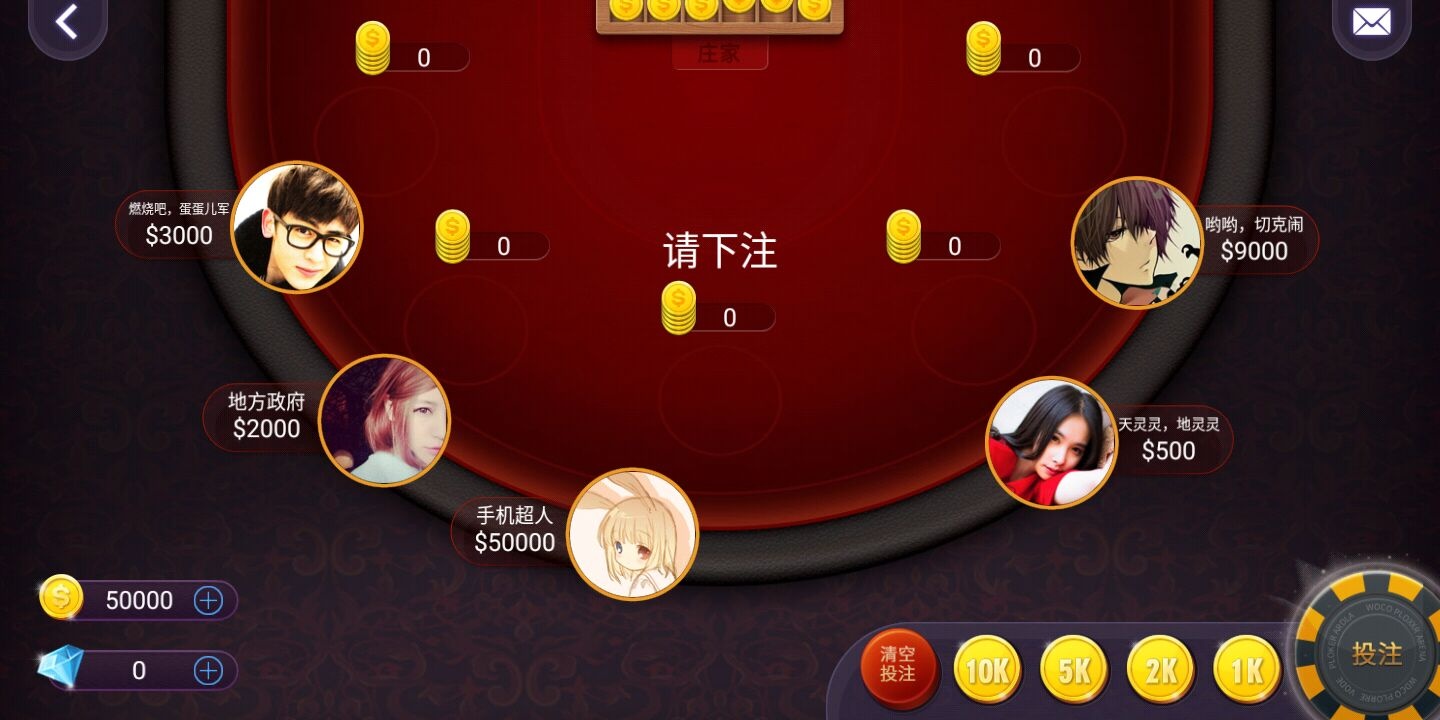 庄家
0
0
燃烧吧，蛋蛋儿军
$3000
哟哟，切克闹
$9000
0
请下注
0
0
地方政府
$2000
天灵灵，地灵灵
$500
手机超人
$50000
50000
0
清空
投注
10K
5K
2K
1K
投注